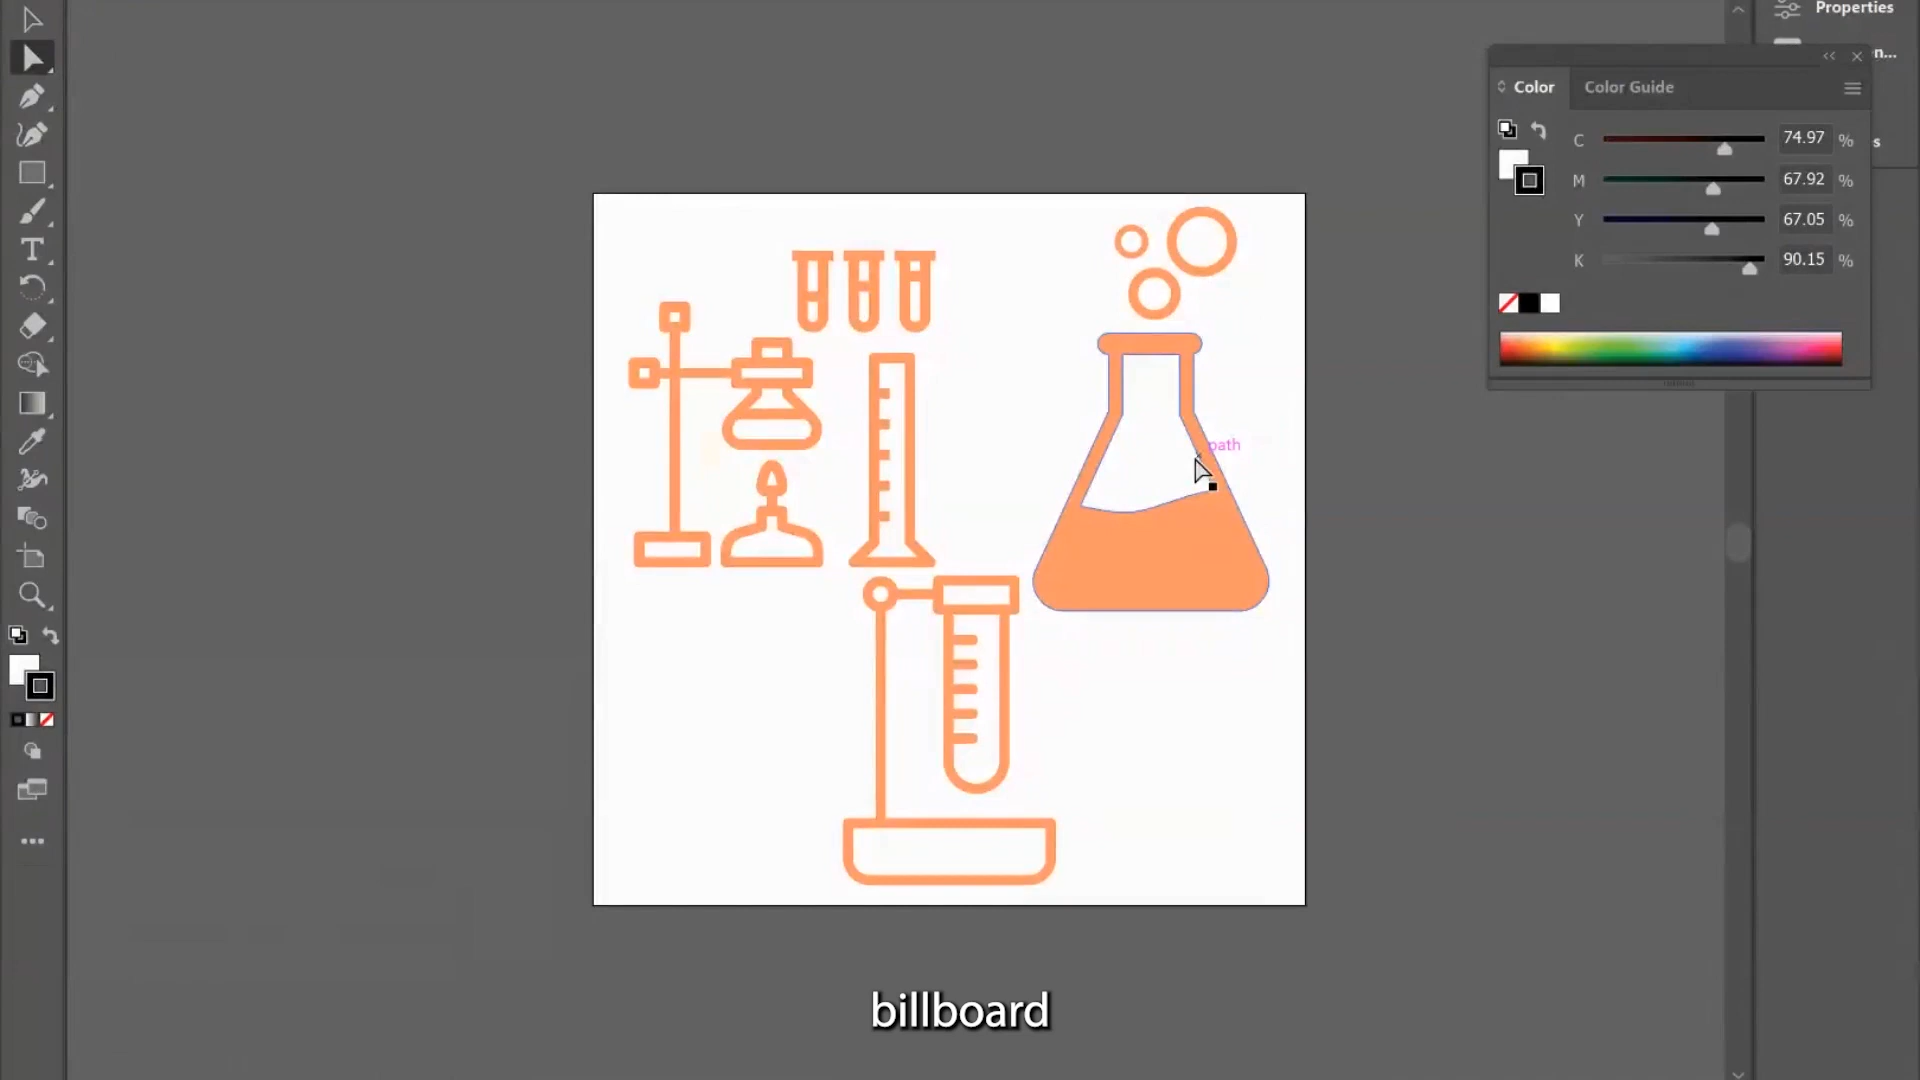 Properties
n...
Color
Color Guide
C 74.97 %
s
M 67.92 %
Y 67.05 %
K 90.15 %
path
billboard